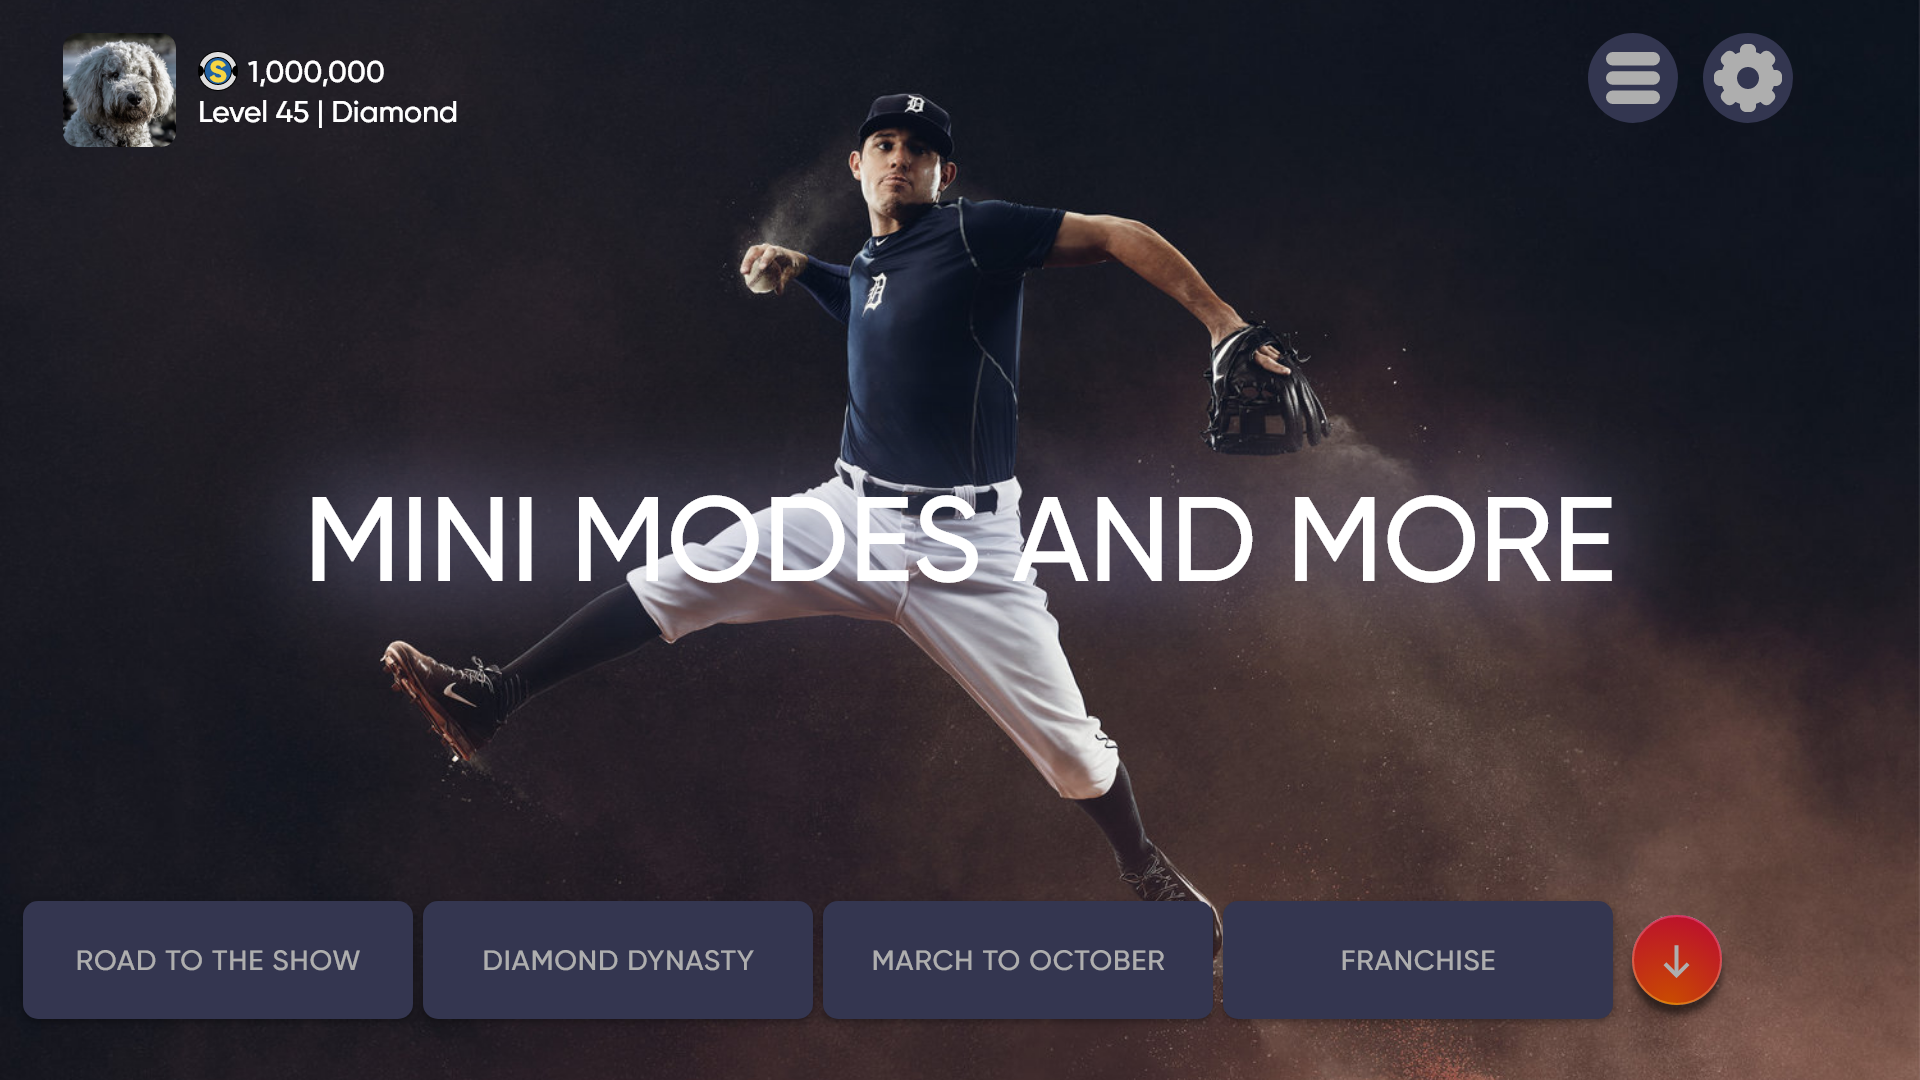 S 1,000,000
Level 45 | Diamond
D
D
MINI MODES AND MORE
ROAD TO THE SHOW
DIAMOND DYNASTY
MARCH TO OCTOBER
FRANCHISE